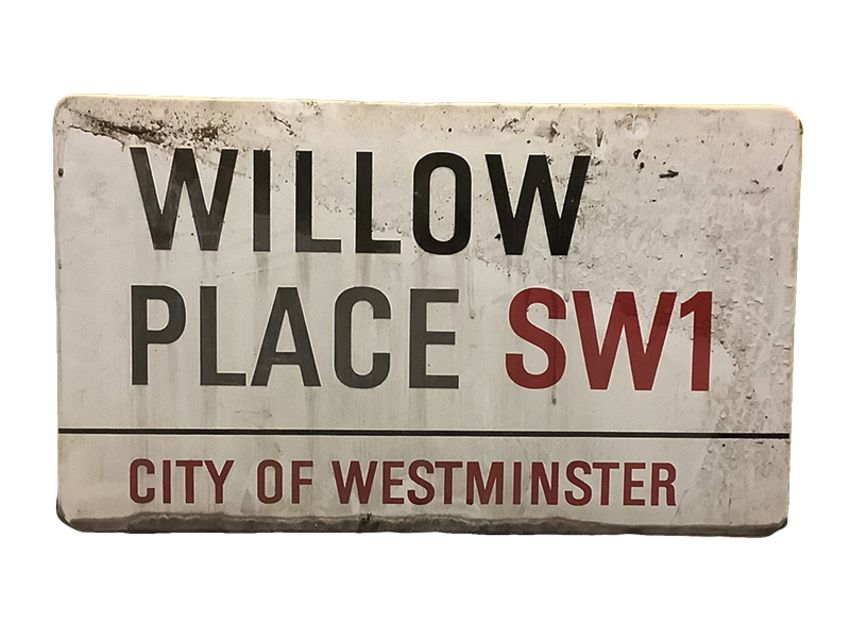 WILLOW
PLACE SW1
CITY OF WESTMINSTER